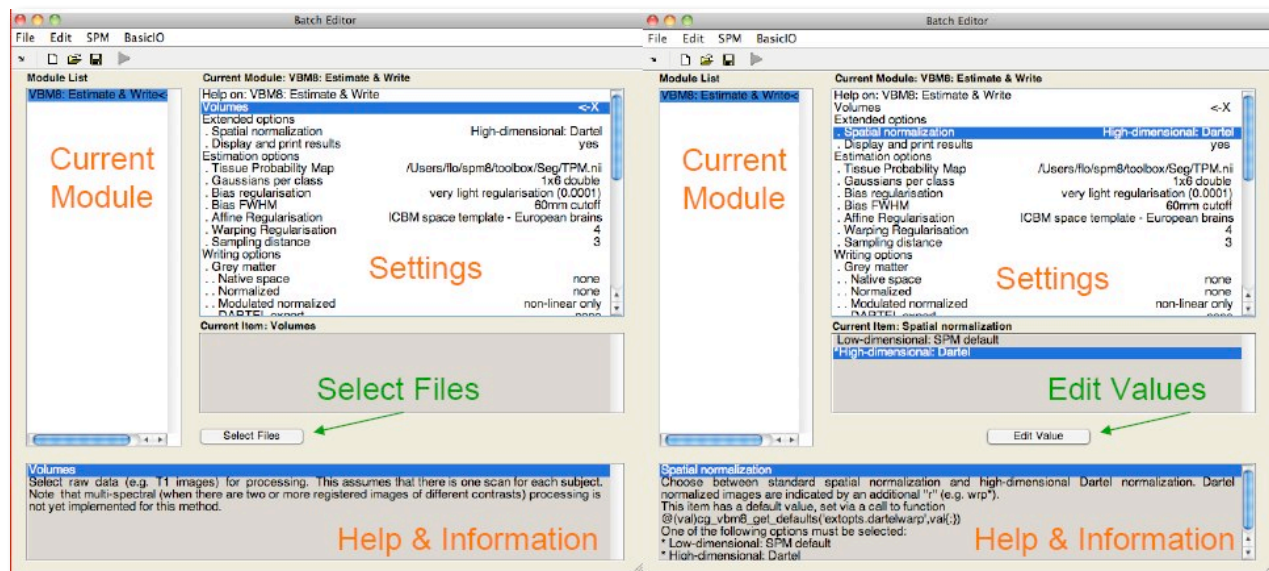 Batch Editor
File Edit SPM BasicIO
Module List
VBM8: Estimate & Write<-
Current Module
Current Module: VBM8: Estimate & Write
Help on: VBM8: Estimate & Write
Volumes <-X
Extended options
. Spatial normalization High-dimensional: Dartel
. Display and print results yes
Estimation options
. Tissue Probability Map /Users/flo/spm8/toolbox/Seg/TPM.nii
. Gaussians per class 1x6 double
. Bias regularisation very light regularisation (0.0001)
. Bias FWHM 60mm cutoff
. Affine Regularisation ICBM space template - European brains
. Warping Regularisation 4
. Sampling distance 3
Writing options
. Grey matter
. . Native space none
. . Normalized none
. . Modulated normalized non-linear only
. . DARTEL export none
Settings
Current Item: Volumes
Select Files
Select Files
Volumes
Select raw data (e.g. T1 images) for processing. This assumes that there is one scan for each subject.
Note that multi-spectral (when there are two or more registered images of different contrasts) processing is
not yet implemented for this method.
Help & Information
Batch Editor
File Edit SPM BasicIO
Module List
VBM8: Estimate & Write<
Current Module
Current Module: VBM8: Estimate & Write
Help on: VBM8: Estimate & Write
Volumes <-X
Extended options
. Spatial normalization High-dimensional: Dartel
. Display and print results yes
Estimation options
. Tissue Probability Map /Users/flo/spm8/toolbox/Seg/TPM.nii
. Gaussians per class 1x6 double
. Bias regularisation very light regularisation (0.0001)
. Bias FWHM 60mm cutoff
. Affine Regularisation ICBM space template - European brains
. Warping Regularisation 4
. Sampling distance 3
Writing options
. Grey matter
. . Native space none
. . Normalized none
. . Modulated normalized non-linear only
. . DARTEL export none
Settings
Current Item: Spatial normalization
Low-dimensional: SPM default
*High-dimensional: Dartel
Edit Values
Edit Value
Spatial normalization
Choose between standard spatial normalization and high-dimensional Dartel normalization. Dartel
normalized images are indicated by an additional "r" (e.g. wrp*).
This item has a default value, set via a call to function
@(val)cg_vbm8_get_defaults('extopts.dartelwarp',val{:})
One of the following options must be selected:
* Low-dimensional: SPM default
* High-dimensional: Dartel
Help & Information